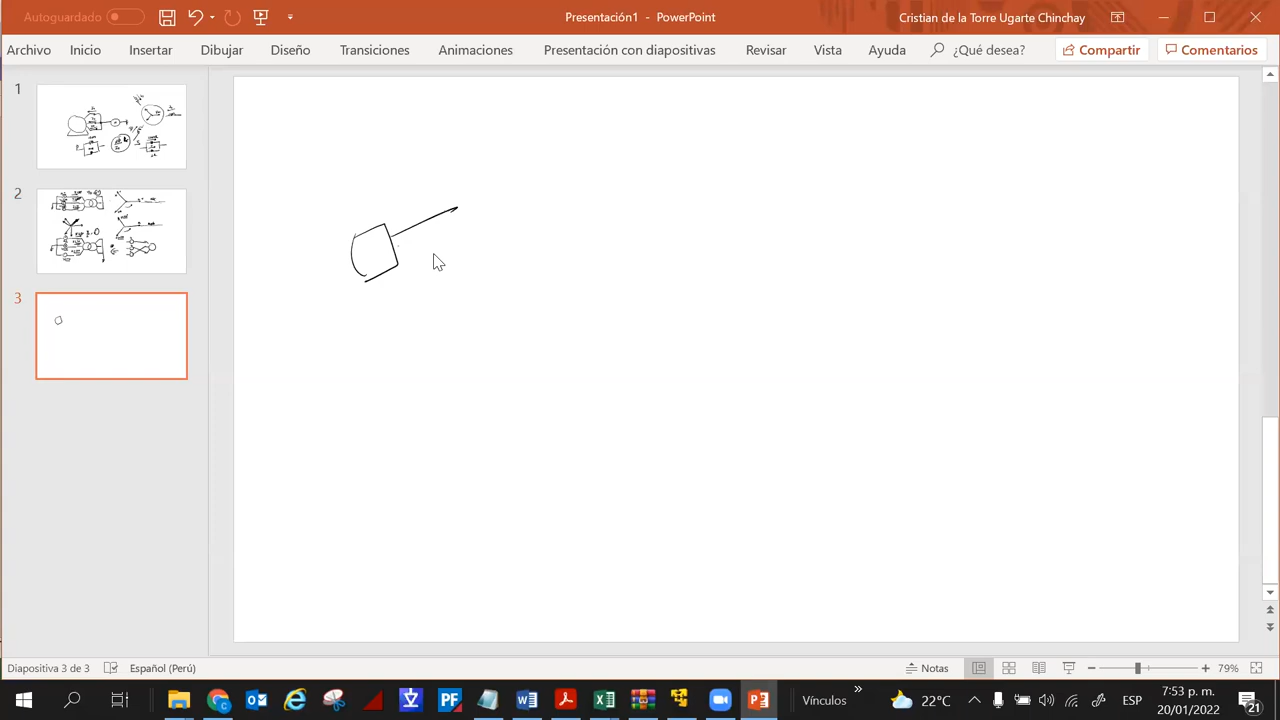 Autoguardado
Presentación1 - PowerPoint
Cristian de la Torre Ugarte Chinchay
Archivo Inicio Insertar Dibujar Diseño Transiciones Animaciones Presentación con diapositivas Revisar Vista Ayuda ¿Qué desea? Compartir Comentarios
1
2
3
Diapositiva 3 de 3 Español (Perú) Notas 79%
Vínculos » 22°C ESP 7:53 p. m.
20/01/2022 21